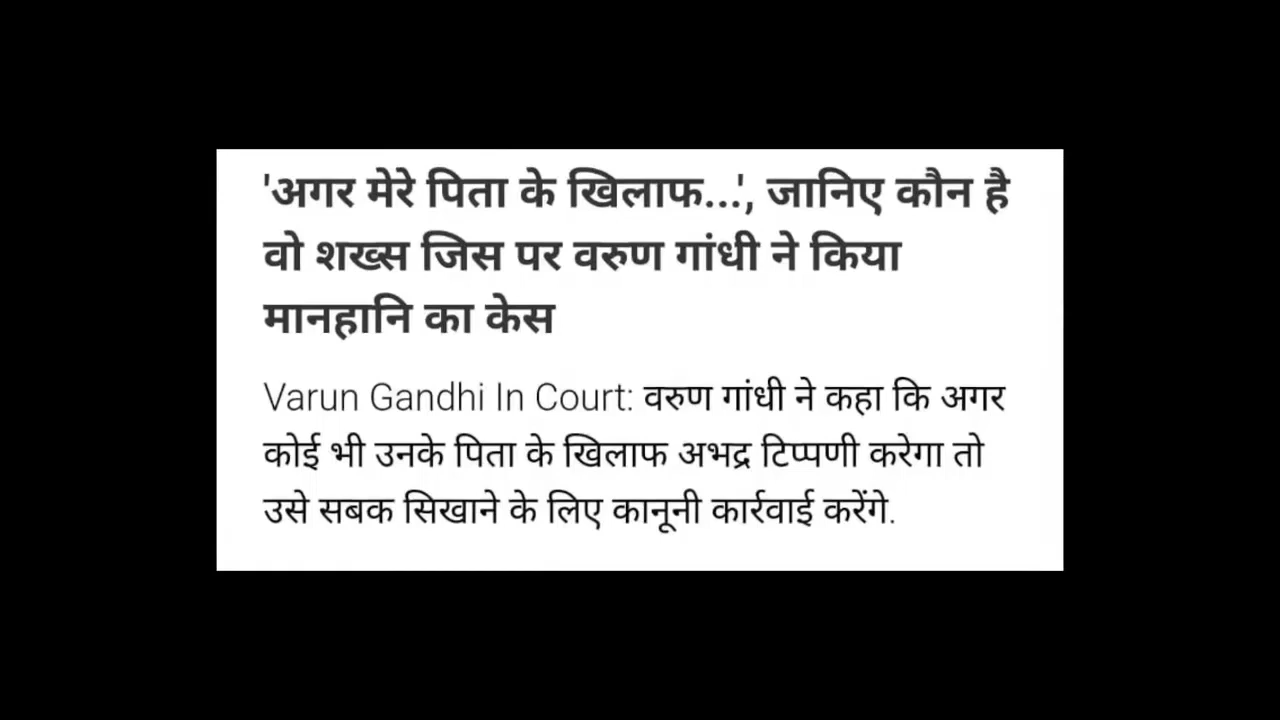 'अगर मेरे पिता के खिलाफ...', जानिए कौन है
वो शख्स जिस पर वरुण गांधी ने किया
मानहानि का केस
Varun Gandhi In Court: वरुण गांधी ने कहा कि अगर
कोई भी उनके पिता के खिलाफ अभद्र टिप्पणी करेगा तो
उसे सबक सिखाने के लिए कानूनी कार्रवाई करेंगे.